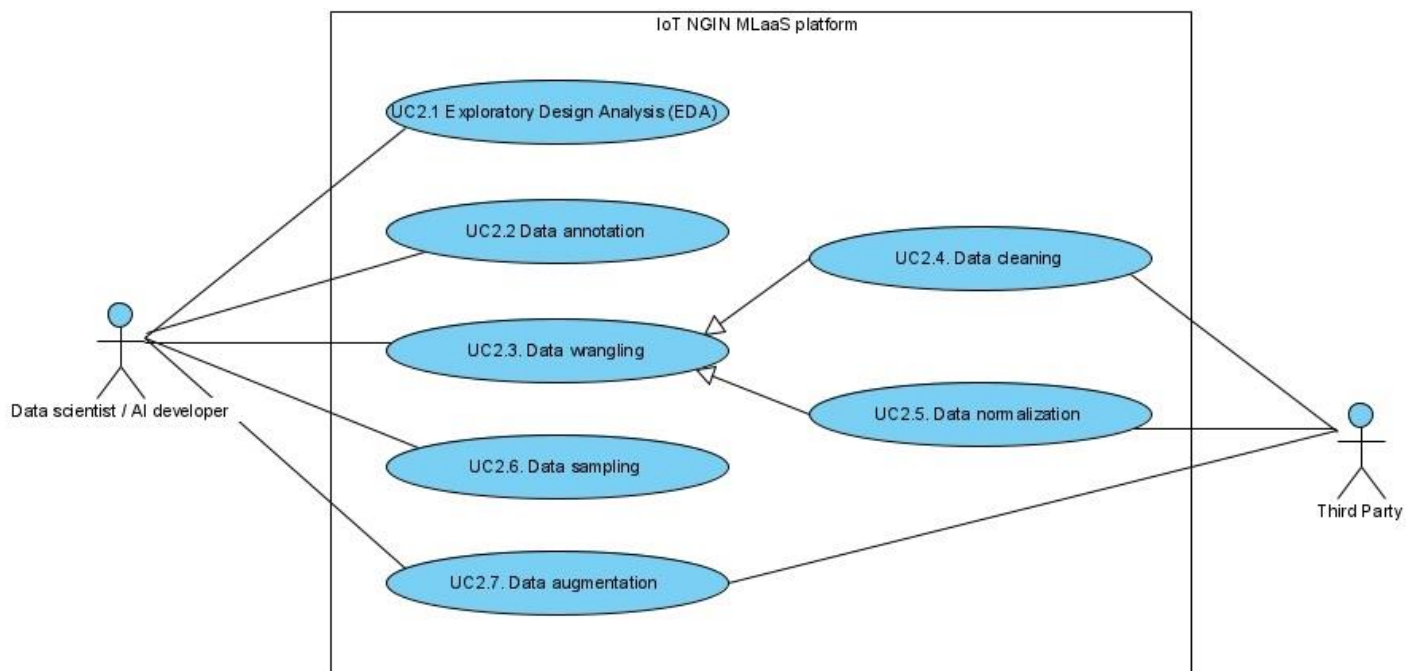 IoT NGIN MLaaS platform
UC2.1 Exploratory Design Analysis (EDA)
UC2.2 Data annotation
UC2.4. Data cleaning
UC2.3. Data wrangling
Data scientist / AI developer
UC2.5. Data normalization
UC2.6. Data sampling
Third Party
UC2.7. Data augmentation